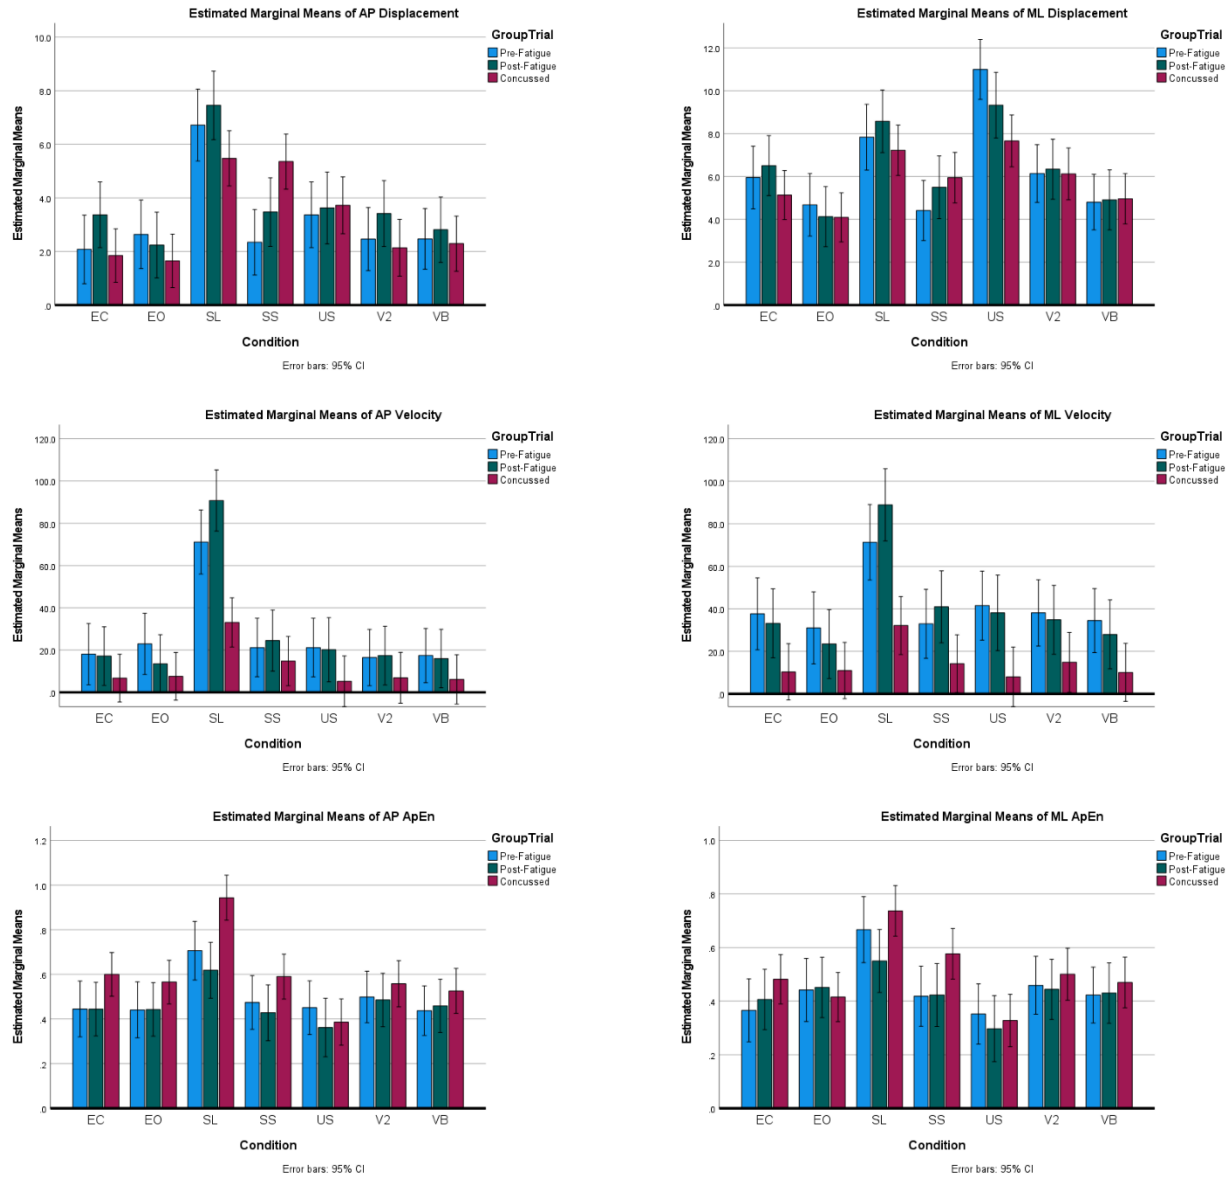 Estimated Marginal Means of AP Displacement
GroupTrial
Pre-Fatigue
Post-Fatigue
Concussed
Estimated Marginal Means
10.0
8.0
6.0
4.0
2.0
.0
EC EO SL SS US V2 VB
Condition
Error bars: 95% CI
Estimated Marginal Means of ML Displacement
GroupTrial
Pre-Fatigue
Post-Fatigue
Concussed
Estimated Marginal Means
12.0
10.0
8.0
6.0
4.0
2.0
.0
EC EO SL SS US V2 VB
Condition
Error bars: 95% CI
Estimated Marginal Means of AP Velocity
GroupTrial
Pre-Fatigue
Post-Fatigue
Concussed
Estimated Marginal Means
120.0
100.0
80.0
60.0
40.0
20.0
.0
EC EO SL SS US V2 VB
Condition
Error bars: 95% CI
Estimated Marginal Means of ML Velocity
GroupTrial
Pre-Fatigue
Post-Fatigue
Concussed
Estimated Marginal Means
120.0
100.0
80.0
60.0
40.0
20.0
.0
EC EO SL SS US V2 VB
Condition
Error bars: 95% CI
Estimated Marginal Means of AP ApEn
GroupTrial
Pre-Fatigue
Post-Fatigue
Concussed
Estimated Marginal Means
1.2
1.0
.8
.6
.4
.2
.0
EC EO SL SS US V2 VB
Condition
Error bars: 95% CI
Estimated Marginal Means of ML ApEn
GroupTrial
Pre-Fatigue
Post-Fatigue
Concussed
Estimated Marginal Means
1.0
.8
.6
.4
.2
.0
EC EO SL SS US V2 VB
Condition
Error bars: 95% CI